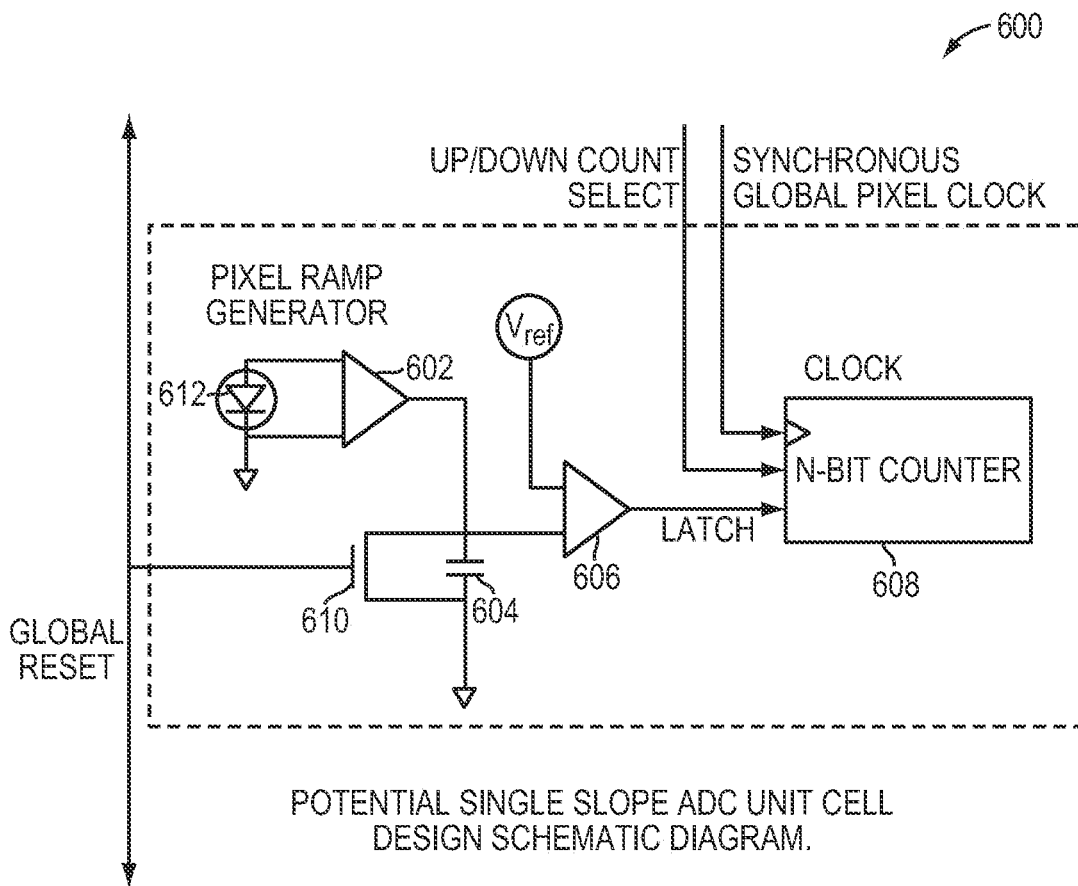 600
UP/DOWN COUNT
SELECT
SYNCHRONOUS
GLOBAL PIXEL CLOCK
PIXEL RAMP
GENERATOR
Vref
602
612
CLOCK
N-BIT COUNTER
LATCH
606
608
604
610
GLOBAL
RESET
POTENTIAL SINGLE SLOPE ADC UNIT CELL
DESIGN SCHEMATIC DIAGRAM.